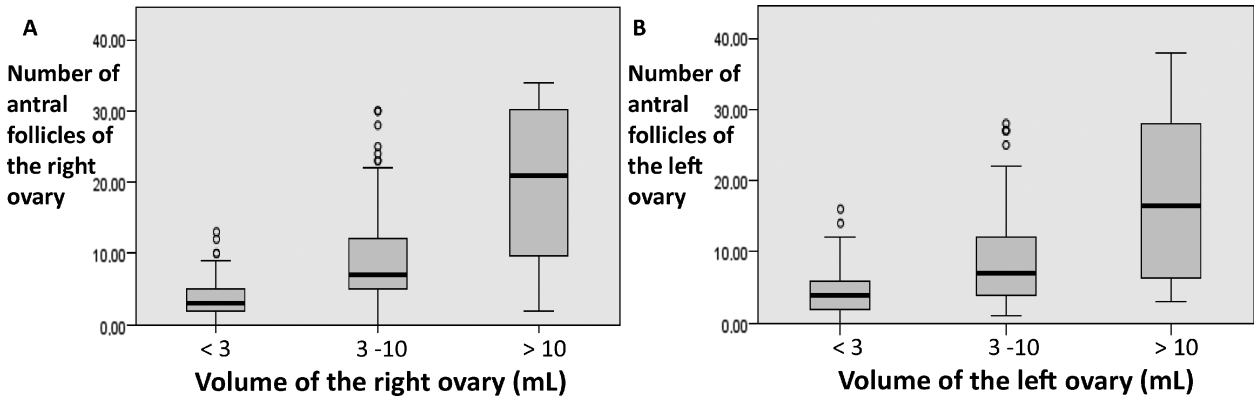 A
Number of
antral
follicles of
the right
ovary
40.00
30.00
20.00
10.00
0.00
< 3
3 -10
> 10
Volume of the right ovary (mL)
B
Number of
antral
follicles of
the left
ovary
40.00
30.00
20.00
10.00
0.00
< 3
3 -10
> 10
Volume of the left ovary (mL)